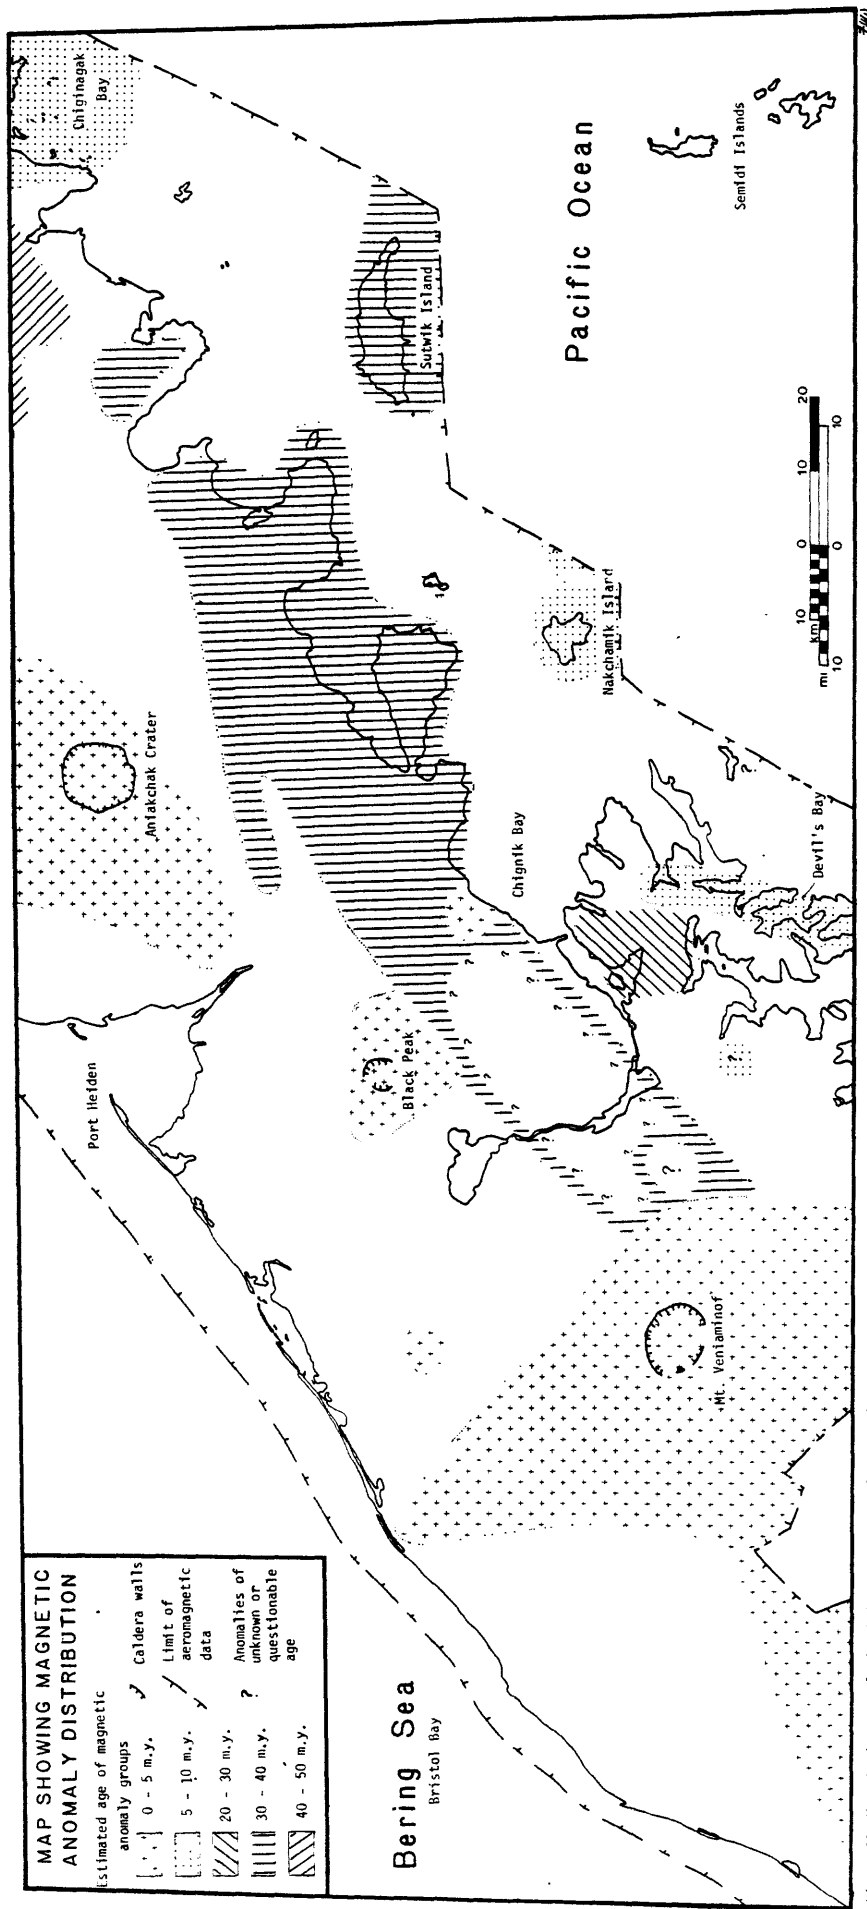 MAP SHOWING MAGNETIC
ANOMALY DISTRIBUTION
Estimated age of magnetic
anomaly groups
0 - 5 m.y.
5 - 10 m.y.
20 - 30 m.y.
30 - 40 m.y.
40 - 50 m.y.
Caldera walls
Limit of
aeromagnetic
data
?
Anomalies of
unknown or
questionable
age
Bering Sea
Bristol Bay
Port Heiden
Aniakchak Crater
Black Peak
Mt. Veniaminof
Chignik Bay
Devil's Bay
Nakchamik Island
Sutwik Island
Chiginagak
Bay
Pacific Ocean
Semidi Islands
10 0 10 20
km
mi 10 0 10